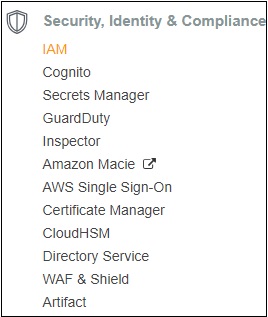 Security, Identity & Compliance
IAM
Cognito
Secrets Manager
GuardDuty
Inspector
Amazon Macie
AWS Single Sign-On
Certificate Manager
CloudHSM
Directory Service
WAF & Shield
Artifact